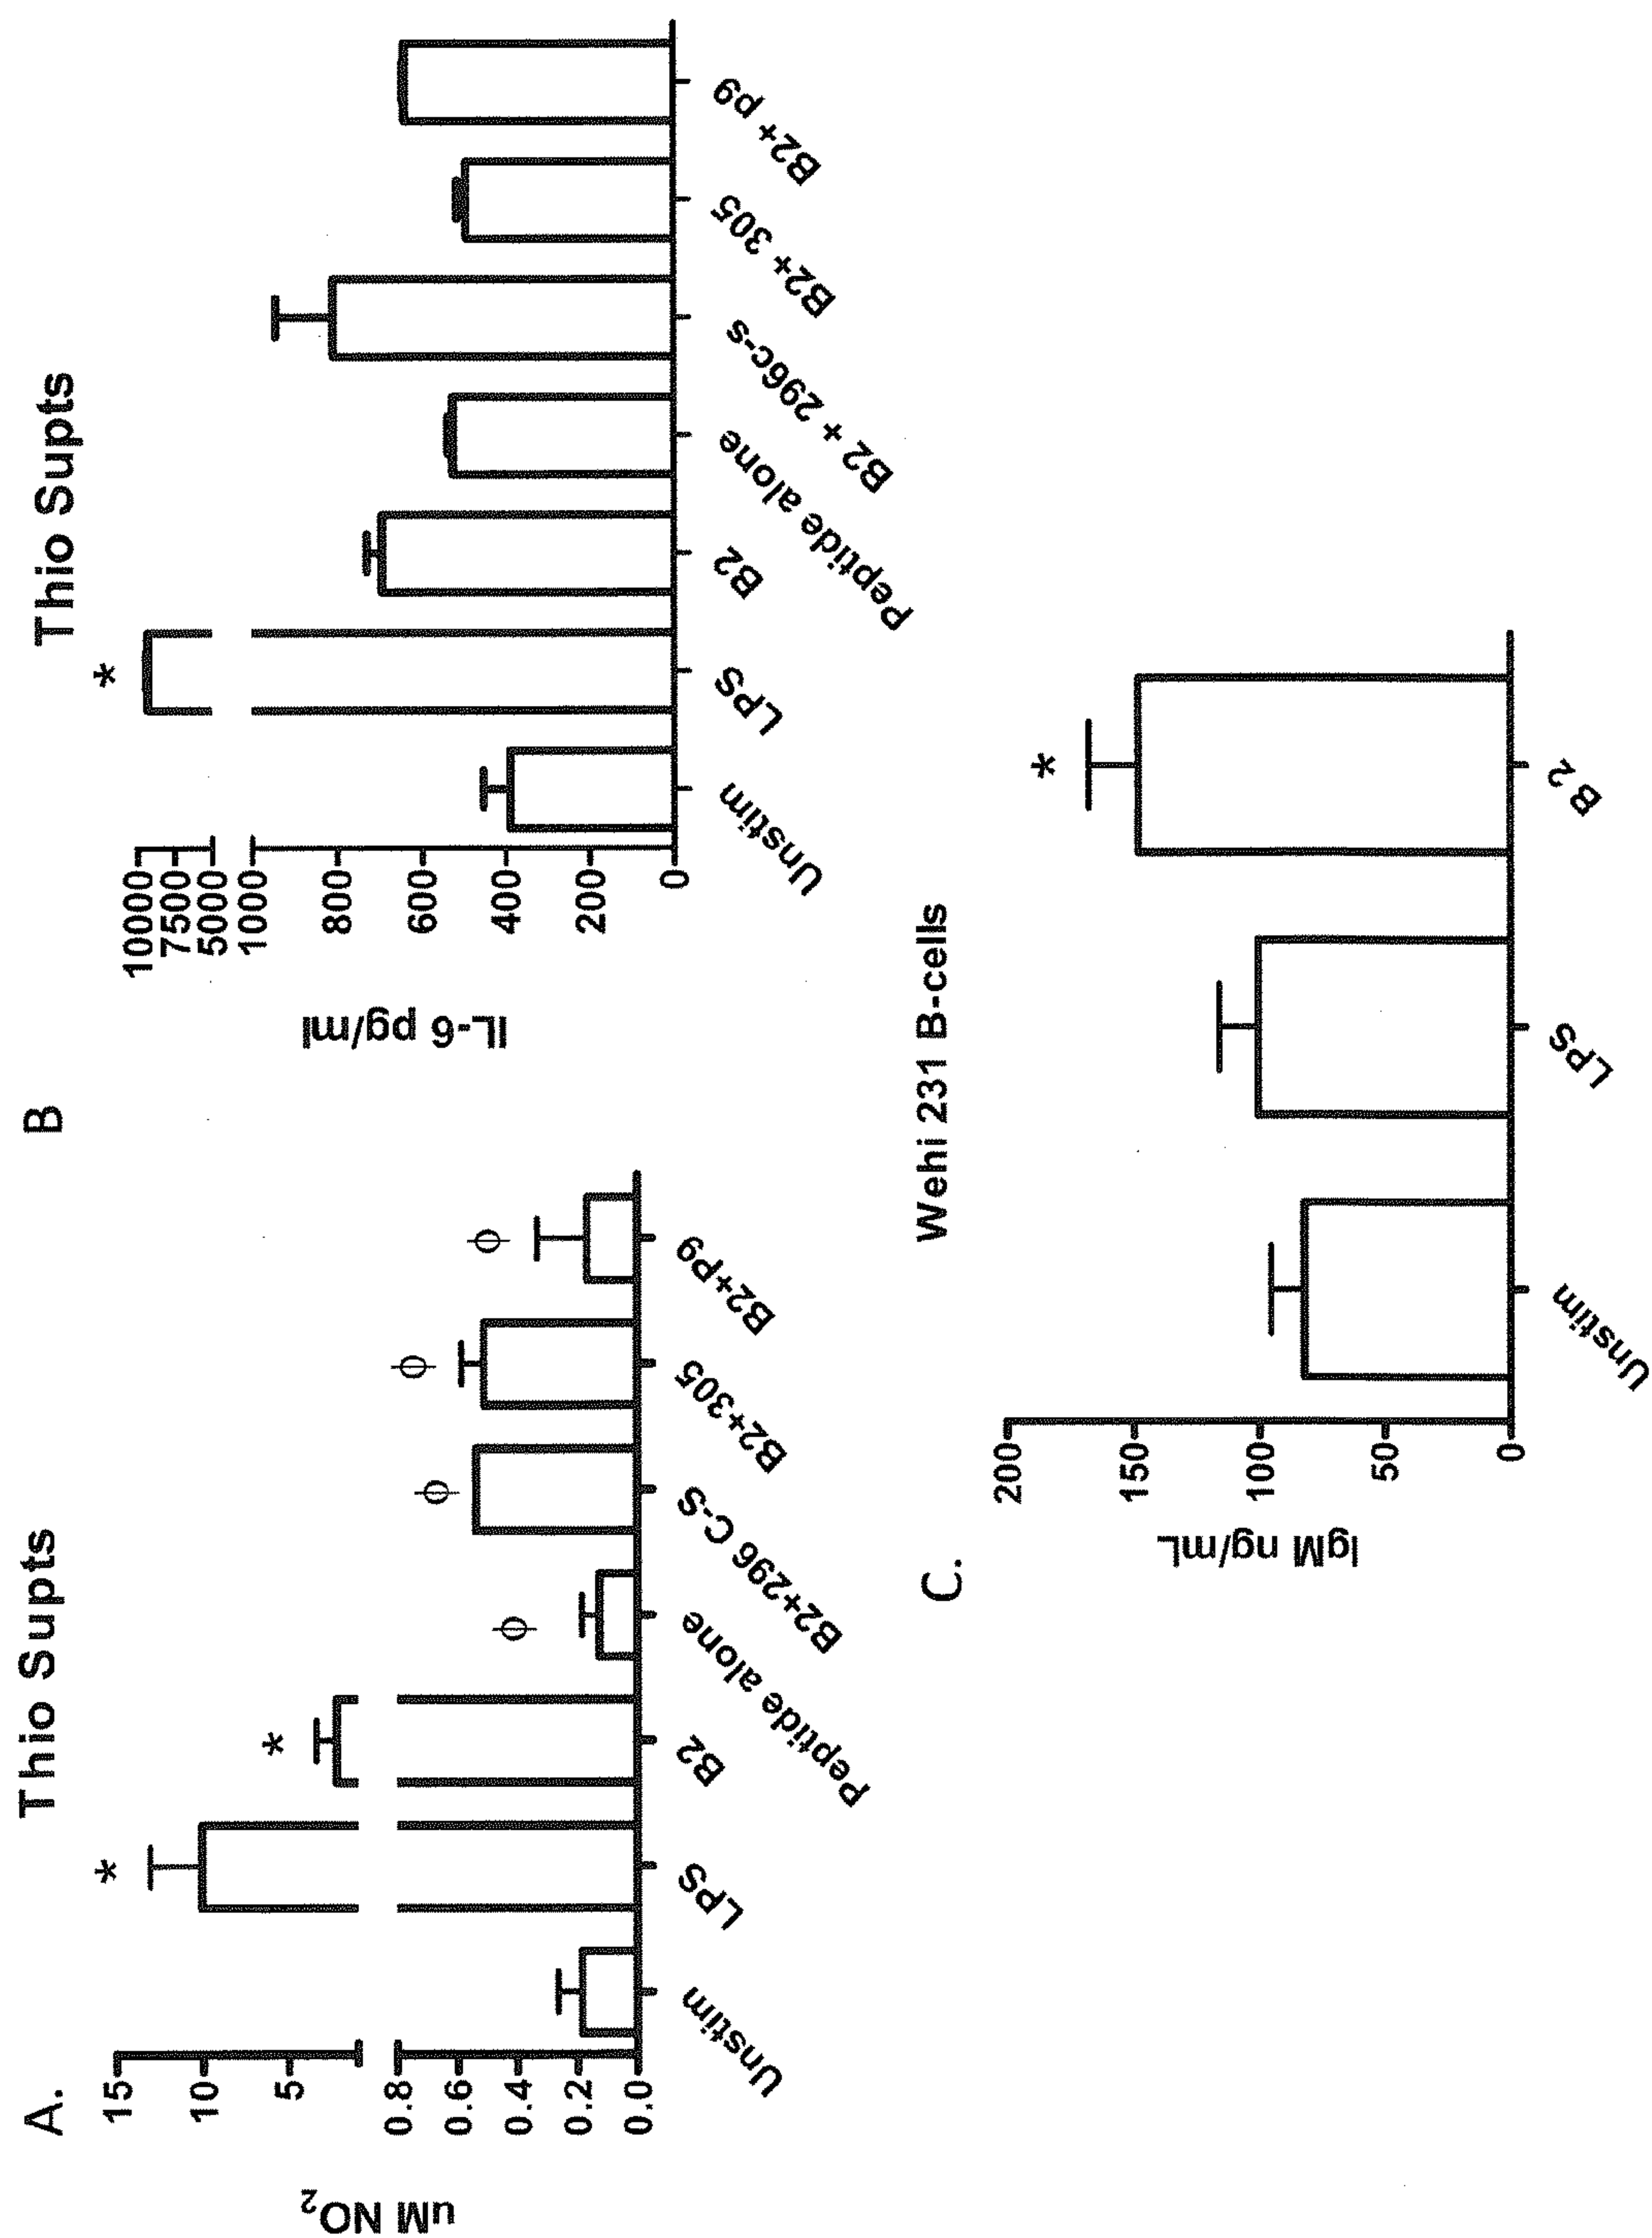 A.
Thio Supts
uM NO2
15
10
5
0.8
0.6
0.4
0.2
0.0
*
*
ϕ
ϕ
ϕ
ϕ
Unstim
LPS
B2
Peptide alone
B2+296 C-S
B2+305
B2+P9
B
Thio Supts
IL-6 pg/ml
10000
7500
5000
1000
800
600
400
200
0
*
Unstim
LPS
B2
Peptide alone
B2 + 296c-s
B2+ 305
B2+ p9
C.
Wehi 231 B-cells
IgM ng/mL
200
150
100
50
0
*
Unstim
LPS
B 2